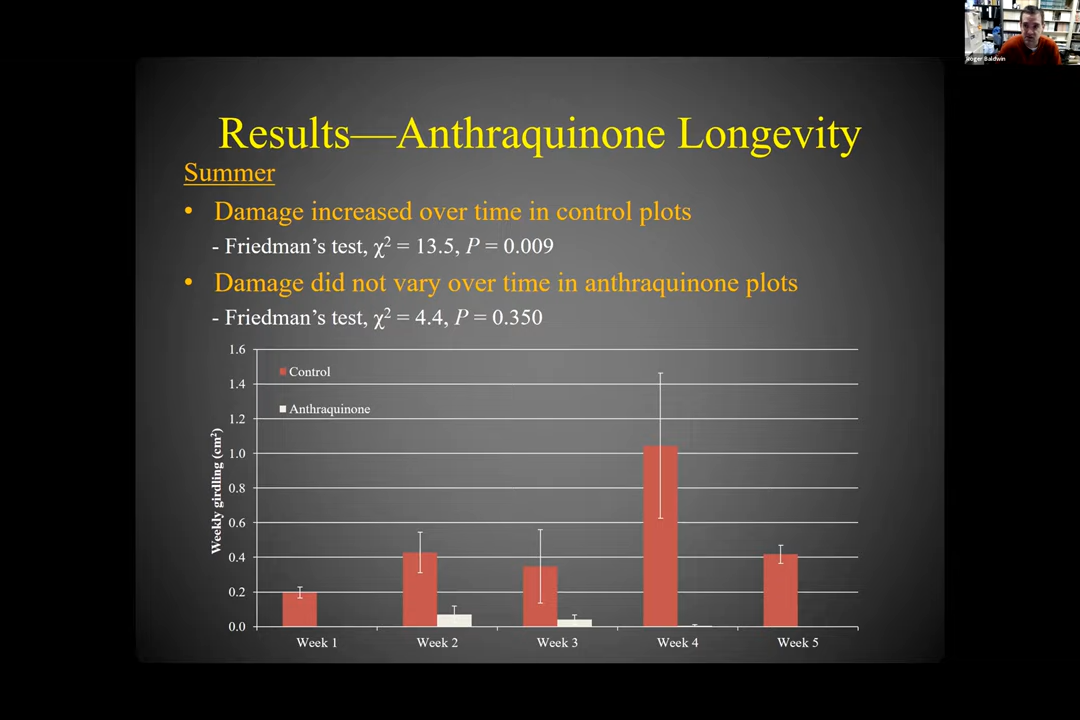 Roger Baldwin
Results—Anthraquinone Longevity
Summer
• Damage increased over time in control plots
- Friedman's test, χ² = 13.5, P = 0.009
• Damage did not vary over time in anthraquinone plots
- Friedman's test, χ² = 4.4, P = 0.350
Weekly girdling (cm²)
1.6
1.4
1.2
1.0
0.8
0.6
0.4
0.2
0.0
Control
Anthraquinone
Week 1 Week 2 Week 3 Week 4 Week 5